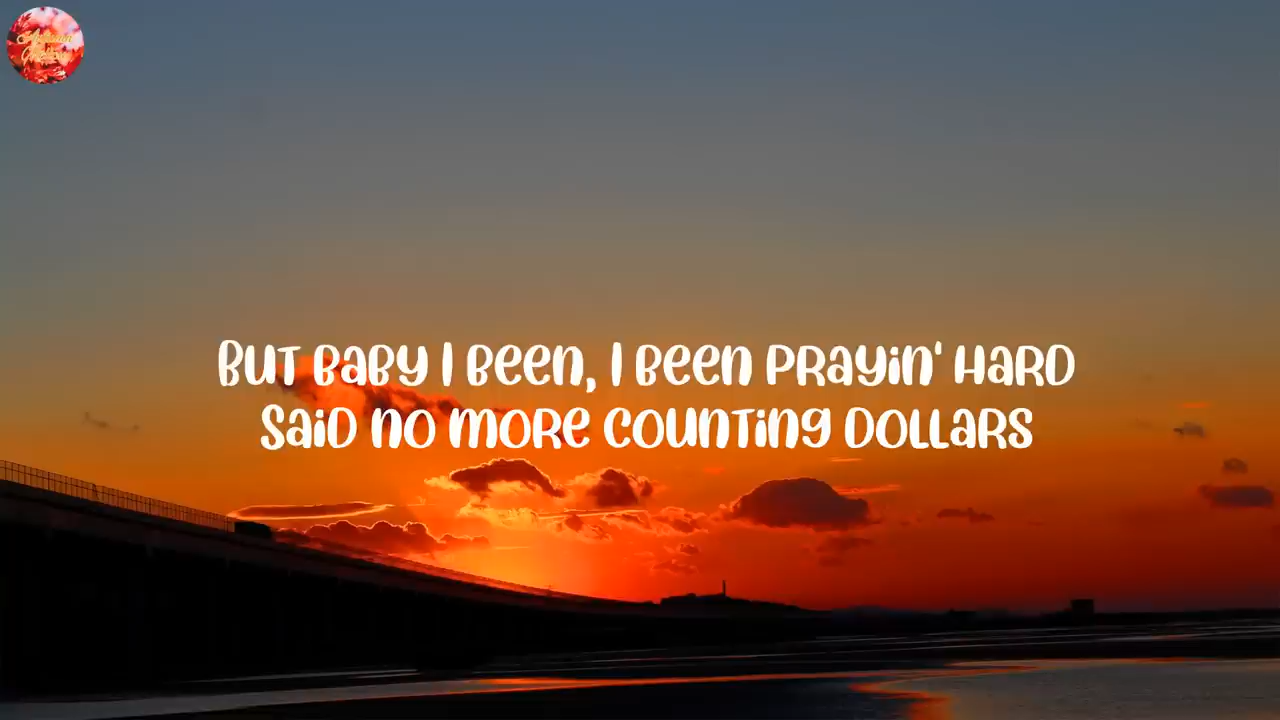 But baby I been, I been prayin' hard
Said no more counting dollars